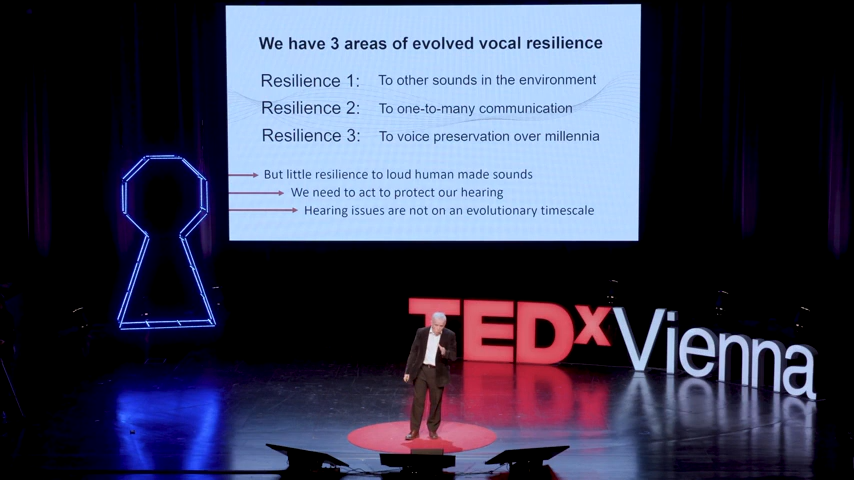 We have 3 areas of evolved vocal resilience
Resilience 1: To other sounds in the environment
Resilience 2: To one-to-many communication
Resilience 3: To voice preservation over millennia
But little resilience to loud human made sounds
We need to act to protect our hearing
Hearing issues are not on an evolutionary timescale
TEDxVienna